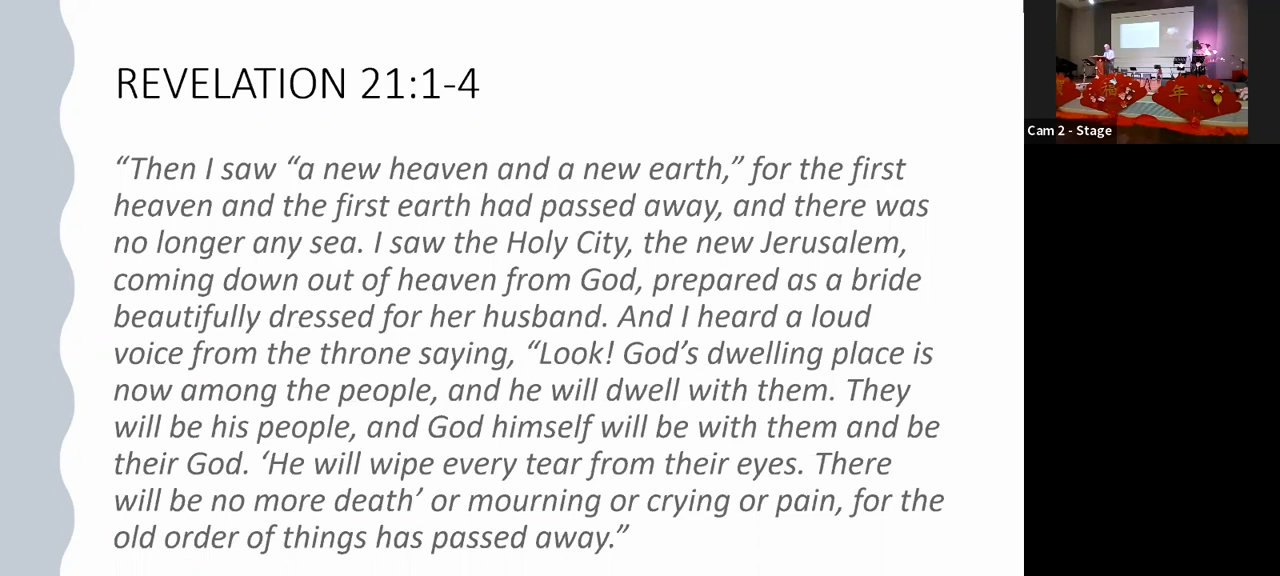 REVELATION 21:1-4
“Then I saw “a new heaven and a new earth,” for the first
heaven and the first earth had passed away, and there was
no longer any sea. I saw the Holy City, the new Jerusalem,
coming down out of heaven from God, prepared as a bride
beautifully dressed for her husband. And I heard a loud
voice from the throne saying, “Look! God’s dwelling place is
now among the people, and he will dwell with them. They
will be his people, and God himself will be with them and be
their God. ‘He will wipe every tear from their eyes. There
will be no more death’ or mourning or crying or pain, for the
old order of things has passed away.”
Cam 2 - Stage
福
年